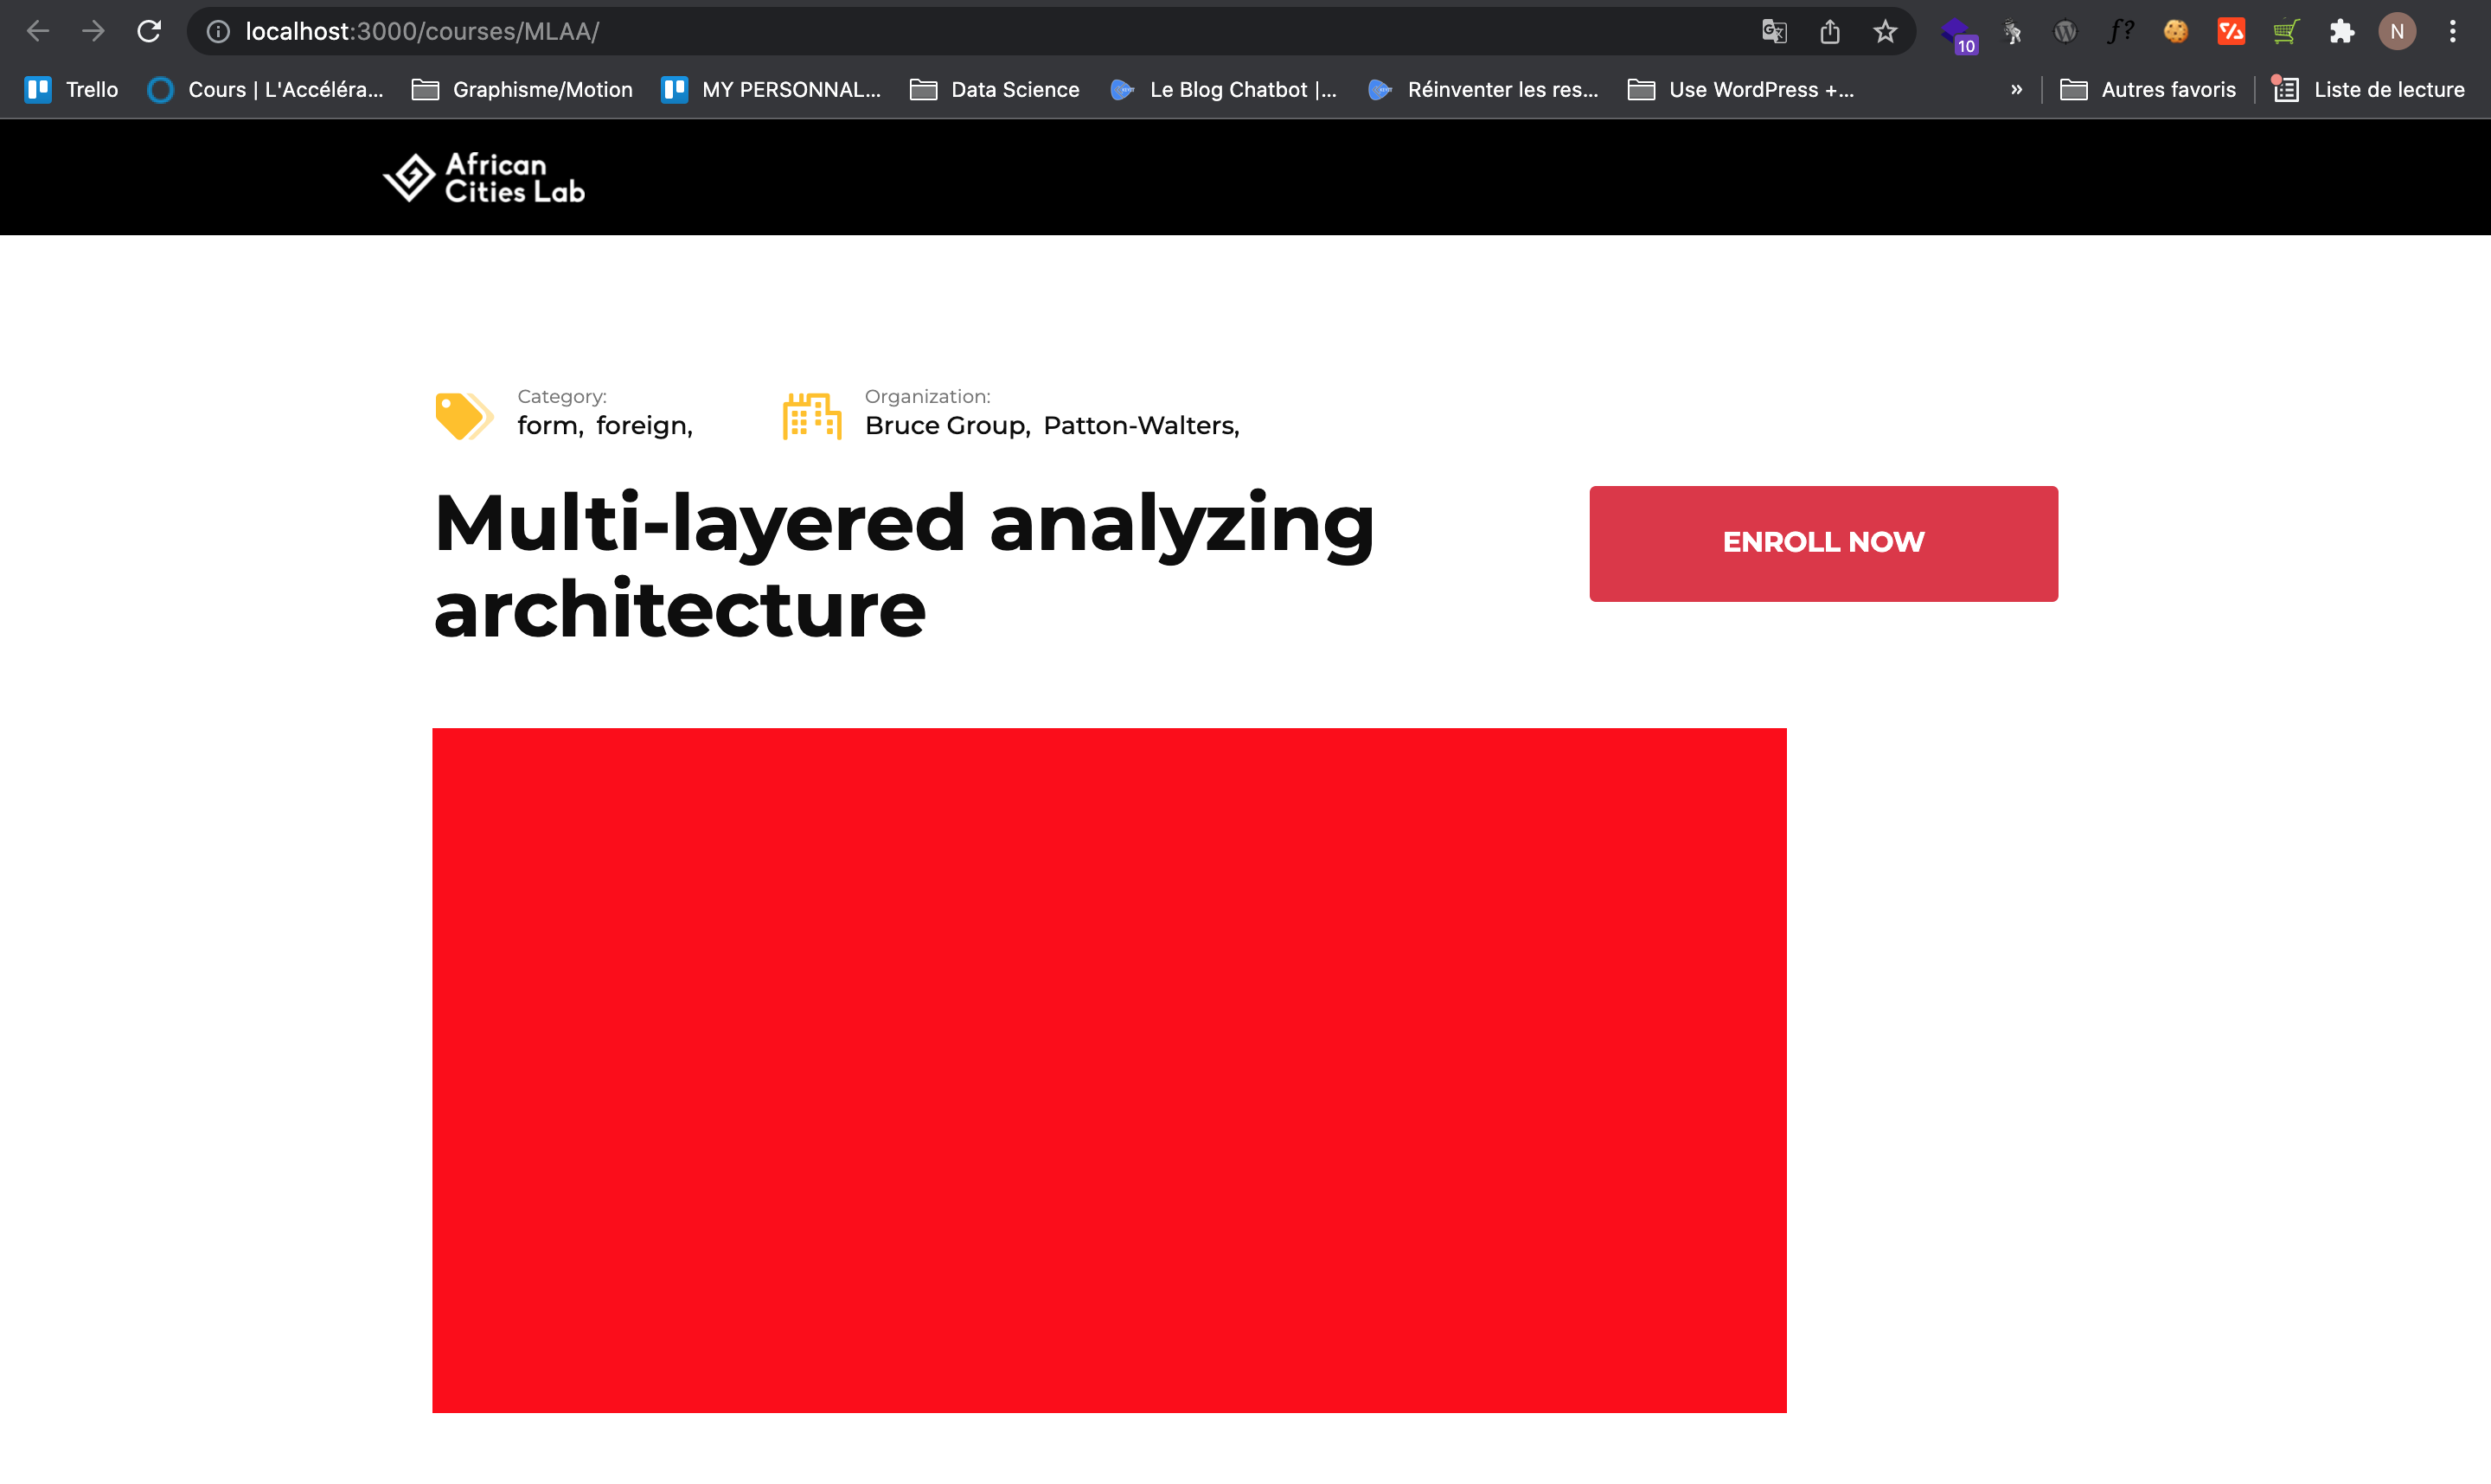 localhost:3000/courses/MLAA/
10
N
Trello
Cours | L'Accéléra...
Graphisme/Motion
MY PERSONNAL...
Data Science
Le Blog Chatbot |...
Réinventer les res...
Use WordPress +...
»
Autres favoris
Liste de lecture
African
Cities Lab
Category:
form, foreign,
Organization:
Bruce Group, Patton-Walters,
Multi-layered analyzing
architecture
ENROLL NOW